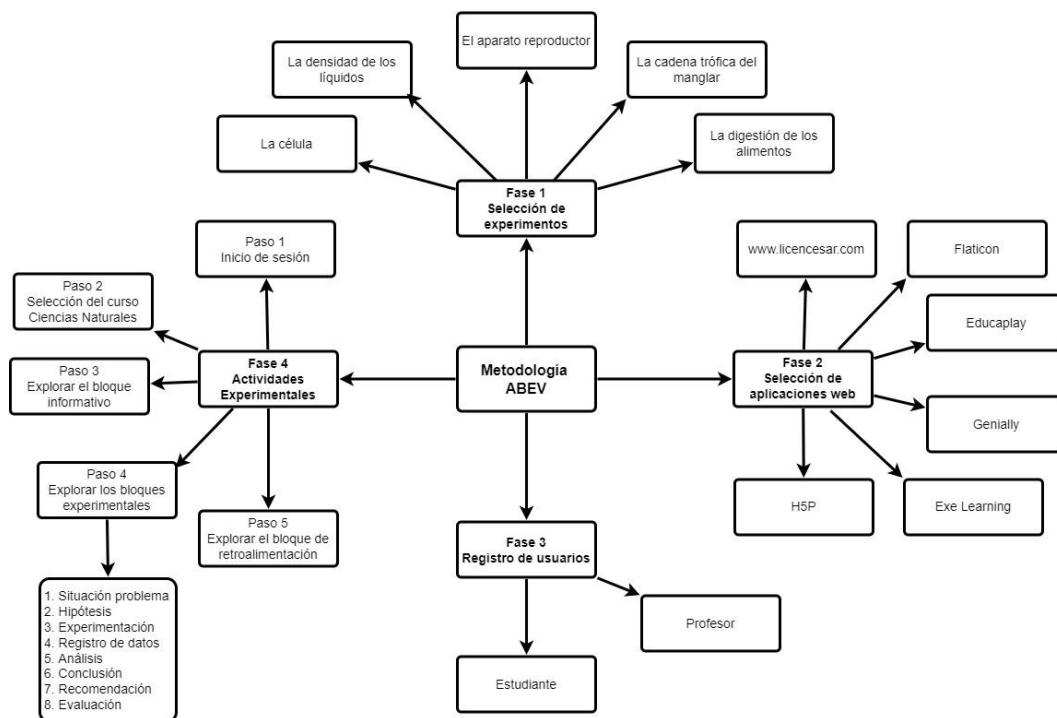 El aparato reproductor
La densidad de los
líquidos
La cadena trófica del
manglar
La célula
La digestión de los
alimentos
Fase 1
Selección de
experimentos
Paso 1
Inicio de sesión
www.licencesar.com
Flaticon
Paso 2
Selección del curso
Ciencias Naturales
Educaplay
Paso 3
Explorar el bloque
informativo
Fase 4
Actividades
Experimentales
Metodología
ABEV
Fase 2
Selección de
aplicaciones web
Genially
Paso 4
Explorar los bloques
experimentales
Paso 5
Explorar el bloque de
retroalimentación
H5P
Exe Learning
Fase 3
Registro de usuarios
1. Situación problema
2. Hipótesis
3. Experimentación
4. Registro de datos
5. Análisis
6. Conclusión
7. Recomendación
8. Evaluación
Profesor
Estudiante